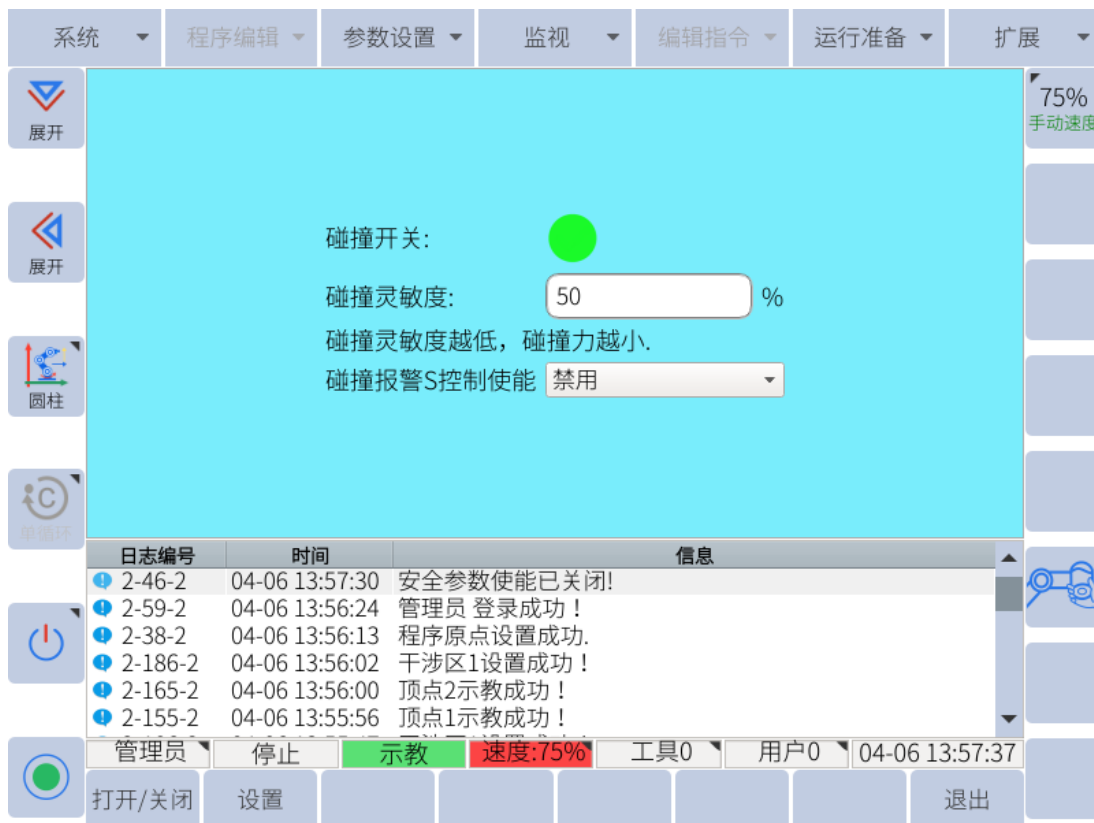 系统 程序编辑 参数设置 监视 编辑指令 运行准备 扩展
展开
75%
手动速度
展开
碰撞开关:
碰撞灵敏度: 50 %
碰撞灵敏度越低，碰撞力越小.
碰撞报警S控制使能 禁用
圆柱
单循环
日志编号 时间 信息
2-46-2 04-06 13:57:30 安全参数使能已关闭!
2-59-2 04-06 13:56:24 管理员 登录成功！
2-38-2 04-06 13:56:13 程序原点设置成功.
2-186-2 04-06 13:56:02 干涉区1设置成功！
2-165-2 04-06 13:56:00 顶点2示教成功！
2-155-2 04-06 13:55:56 顶点1示教成功！
管理员 停止 示教 速度:75% 工具0 用户0 04-06 13:57:37
打开/关闭 设置 退出